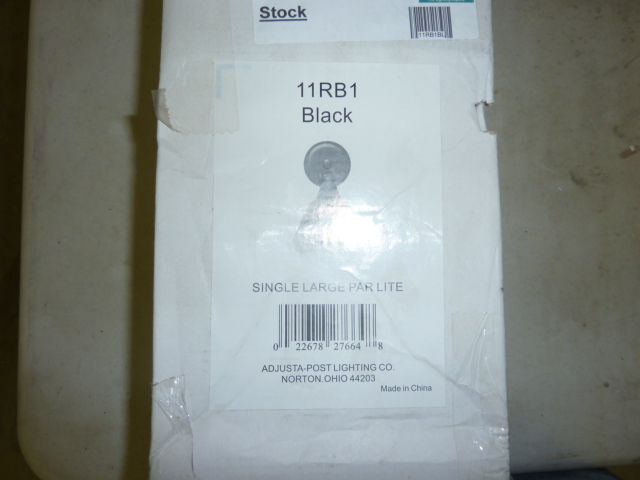 Stock
11RB1BL
11RB1
Black
SINGLE LARGE PAR LITE
0 22678 27664 8
ADJUSTA-POST LIGHTING CO.
NORTON.OHIO 44203
Made in China